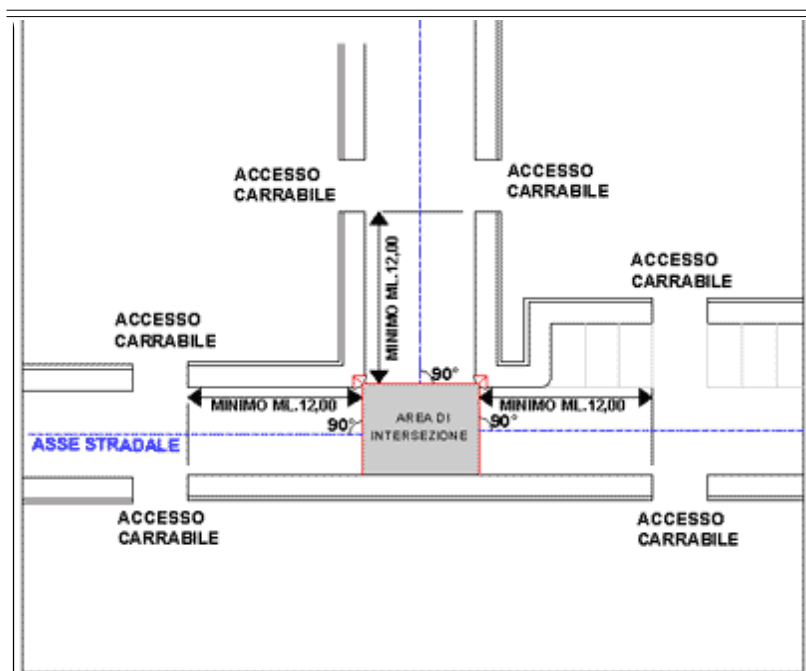 ACCESSO
CARRABILE
ACCESSO
CARRABILE
MINIMO ML.12,00
ACCESSO
CARRABILE
ACCESSO
CARRABILE
90°
MINIMO ML.12,00
MINIMO ML.12,00
90°
AREA DI
INTERSEZIONE
90°
ASSE STRADALE
ACCESSO
CARRABILE
ACCESSO
CARRABILE